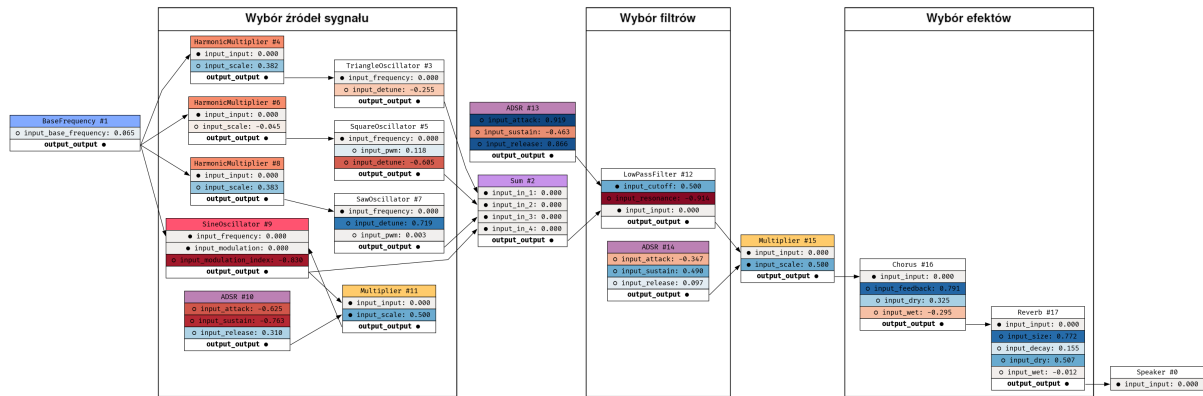 Wybór źródeł sygnału
Wybór filtrów
Wybór efektów
BaseFrequency #1
input_base_frequency: 0.065
output_output
HarmonicMultiplier #4
input_input: 0.000
input_scale: 0.382
output_output
HarmonicMultiplier #6
input_input: 0.000
input_scale: -0.045
output_output
HarmonicMultiplier #8
input_input: 0.000
input_scale: 0.383
output_output
SineOscillator #9
input_frequency: 0.000
input_modulation: 0.000
input_modulation_index: -0.830
output_output
ADSR #10
input_attack: -0.625
input_sustain: -0.763
input_release: 0.310
output_output
TriangleOscillator #3
input_frequency: 0.000
input_detune: -0.255
output_output
SquareOscillator #5
input_frequency: 0.000
input_pwm: 0.118
input_detune: -0.605
output_output
SawOscillator #7
input_frequency: 0.000
input_detune: 0.719
input_pwm: 0.003
output_output
Multiplier #11
input_input: 0.000
input_scale: 0.500
output_output
ADSR #13
input_attack: 0.919
input_sustain: -0.463
input_release: 0.866
output_output
Sum #2
input_in_1: 0.000
input_in_2: 0.000
input_in_3: 0.000
input_in_4: 0.000
output_output
LowPassFilter #12
input_cutoff: 0.500
input_resonance:
input_input: 0.000
output_output
ADSR #14
input_attack: -0.347
input_sustain: 0.490
input_release: 0.097
output_output
Multiplier #15
input_input: 0.000
input_scale: 0.500
output_output
Chorus #16
input_input: 0.000
input_feedback: 0.791
input_dry: 0.325
input_wet: -0.295
output_output
Reverb #17
input_input: 0.000
input_size: 0.772
input_decay: 0.155
input_dry: 0.507
input_wet: -0.012
output_output
Speaker #0
input_input: 0.000